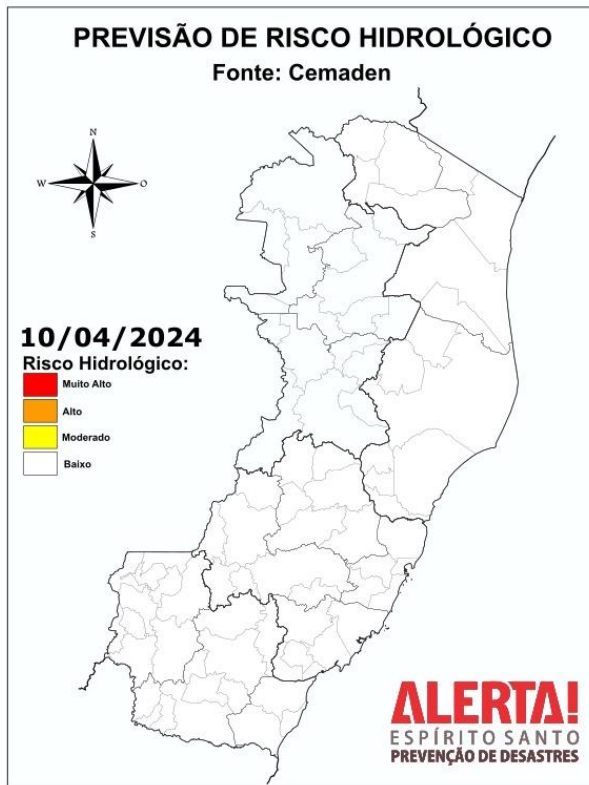 PREVISÃO DE RISCO HIDROLÓGICO
Fonte: Cemaden
N
W
O
S
10/04/2024
Risco Hidrológico:
Muito Alto
Alto
Moderado
Baixo
ALERTA!
ESPÍRITO SANTO
PREVENÇÃO DE DESASTRES